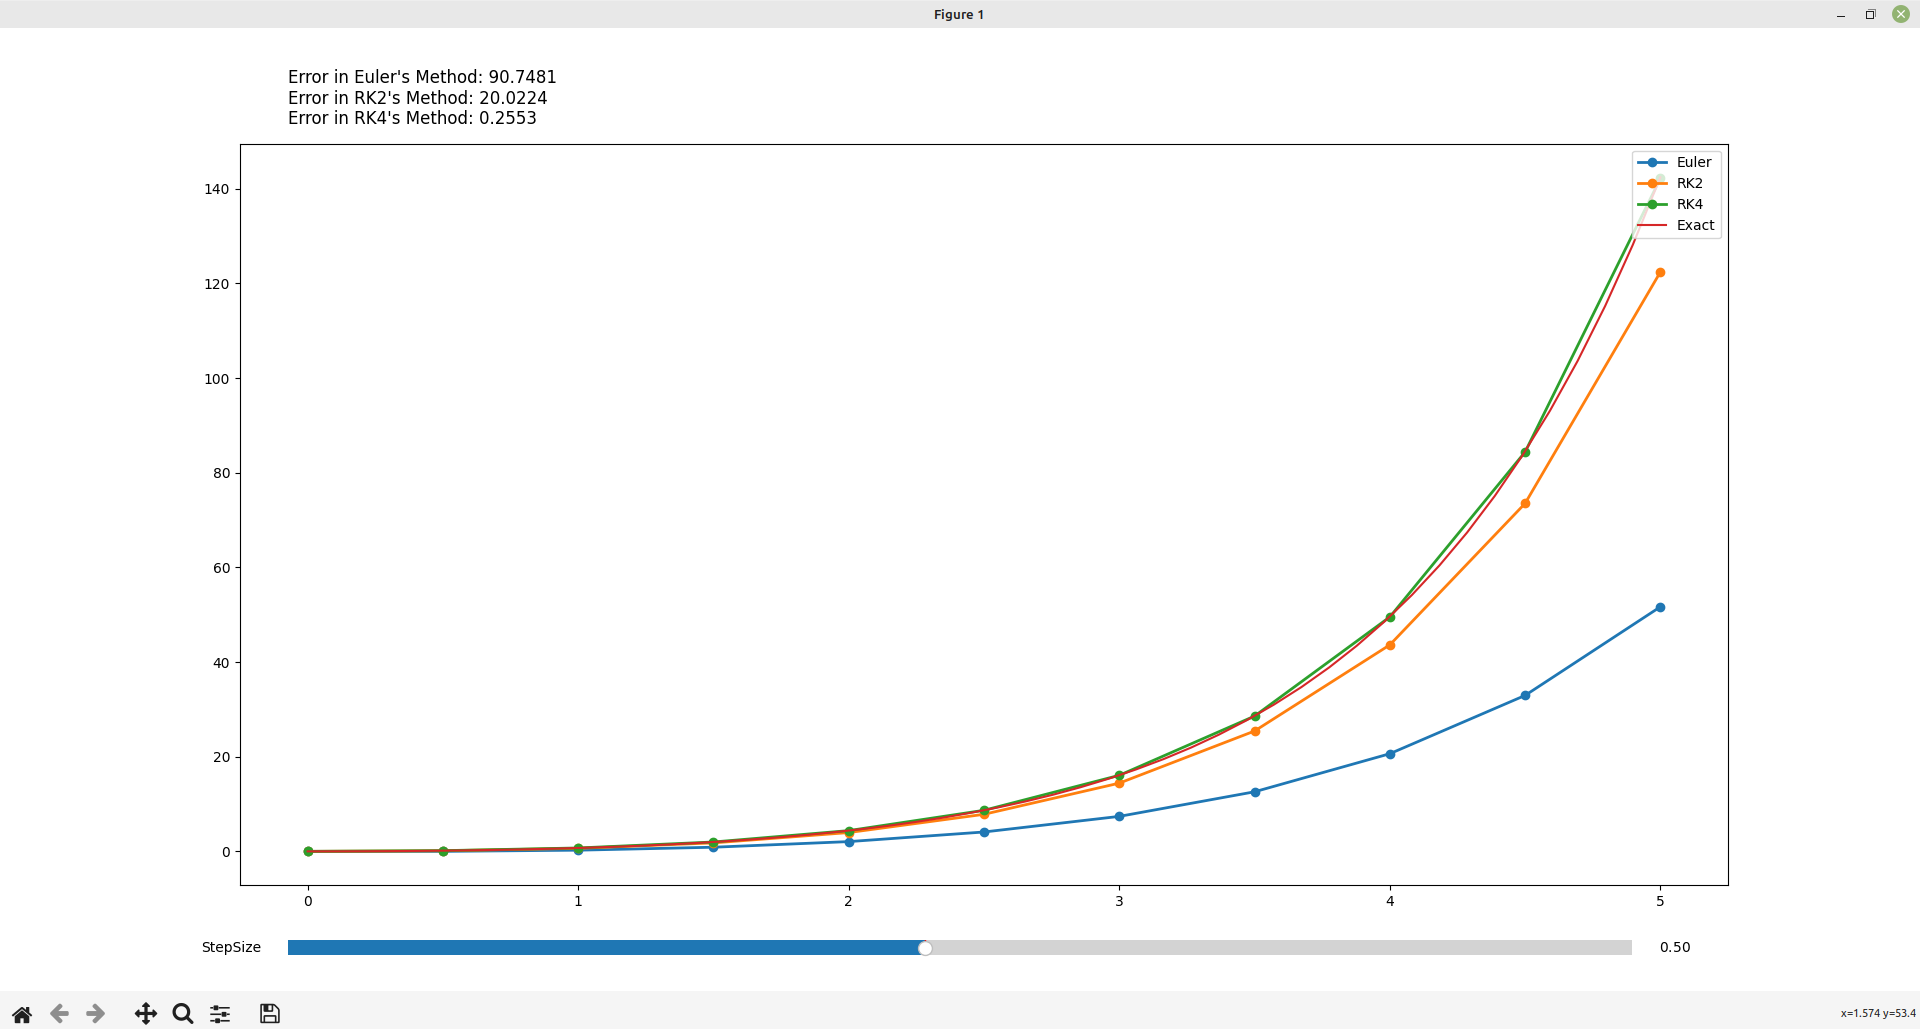 Figure 1
Error in Euler's Method: 90.7481
Error in RK2's Method: 20.0224
Error in RK4's Method: 0.2553
Euler
RK2
RK4
Exact
140
120
100
80
60
40
20
0
0 1 2 3 4 5
StepSize 0.50
x=1.574 y=53.4